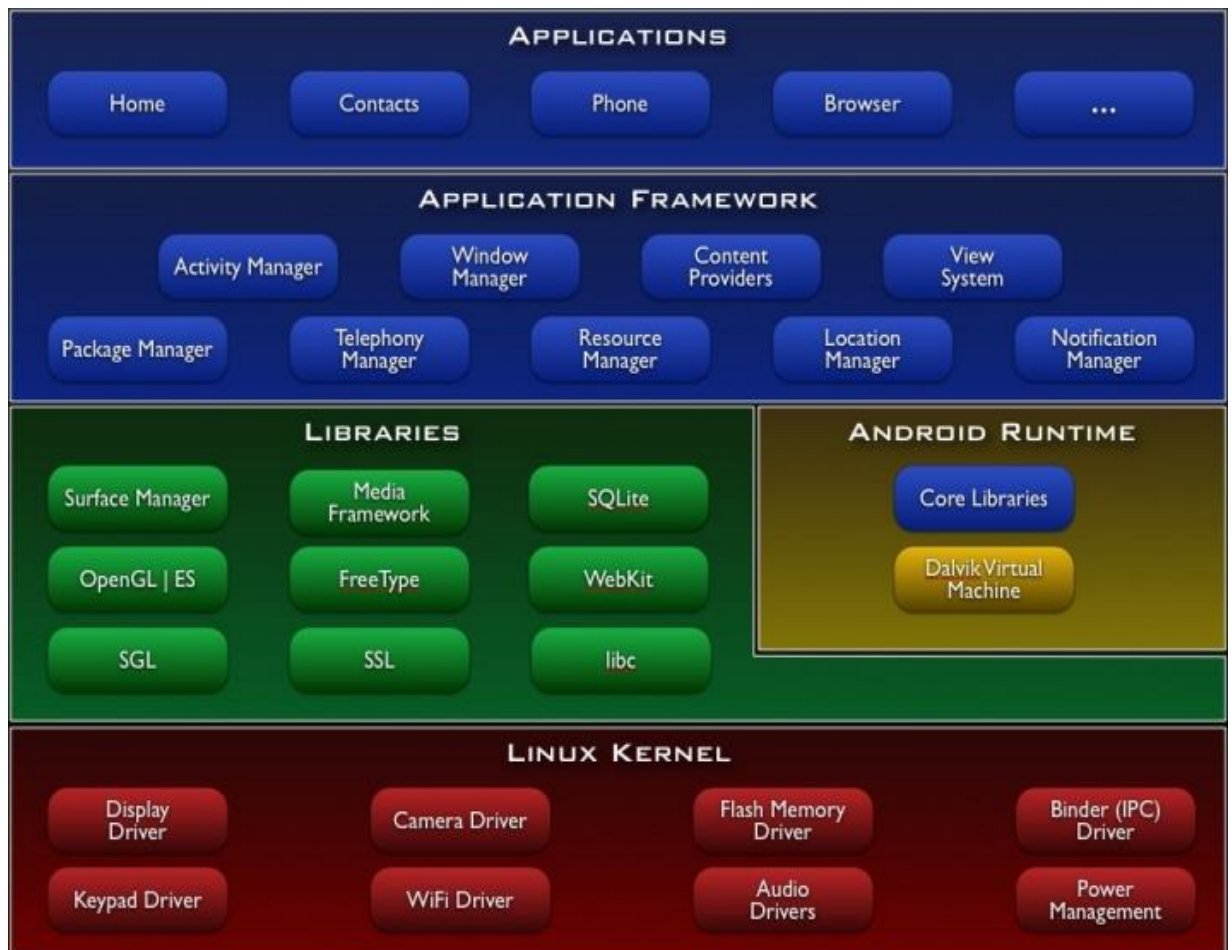 APPLICATIONS
Home
Contacts
Phone
Browser
...
APPLICATION FRAMEWORK
Activity Manager
Window
Manager
Content
Providers
View
System
Package Manager
Telephony
Manager
Resource
Manager
Location
Manager
Notification
Manager
LIBRARIES
Surface Manager
Media
Framework
SQLite
OpenGL | ES
FreeType
WebKit
SGL
SSL
libc
ANDROID RUNTIME
Core Libraries
Dalvik Virtual
Machine
LINUX KERNEL
Display
Driver
Camera Driver
Flash Memory
Driver
Binder (IPC)
Driver
Keypad Driver
WiFi Driver
Audio
Drivers
Power
Management